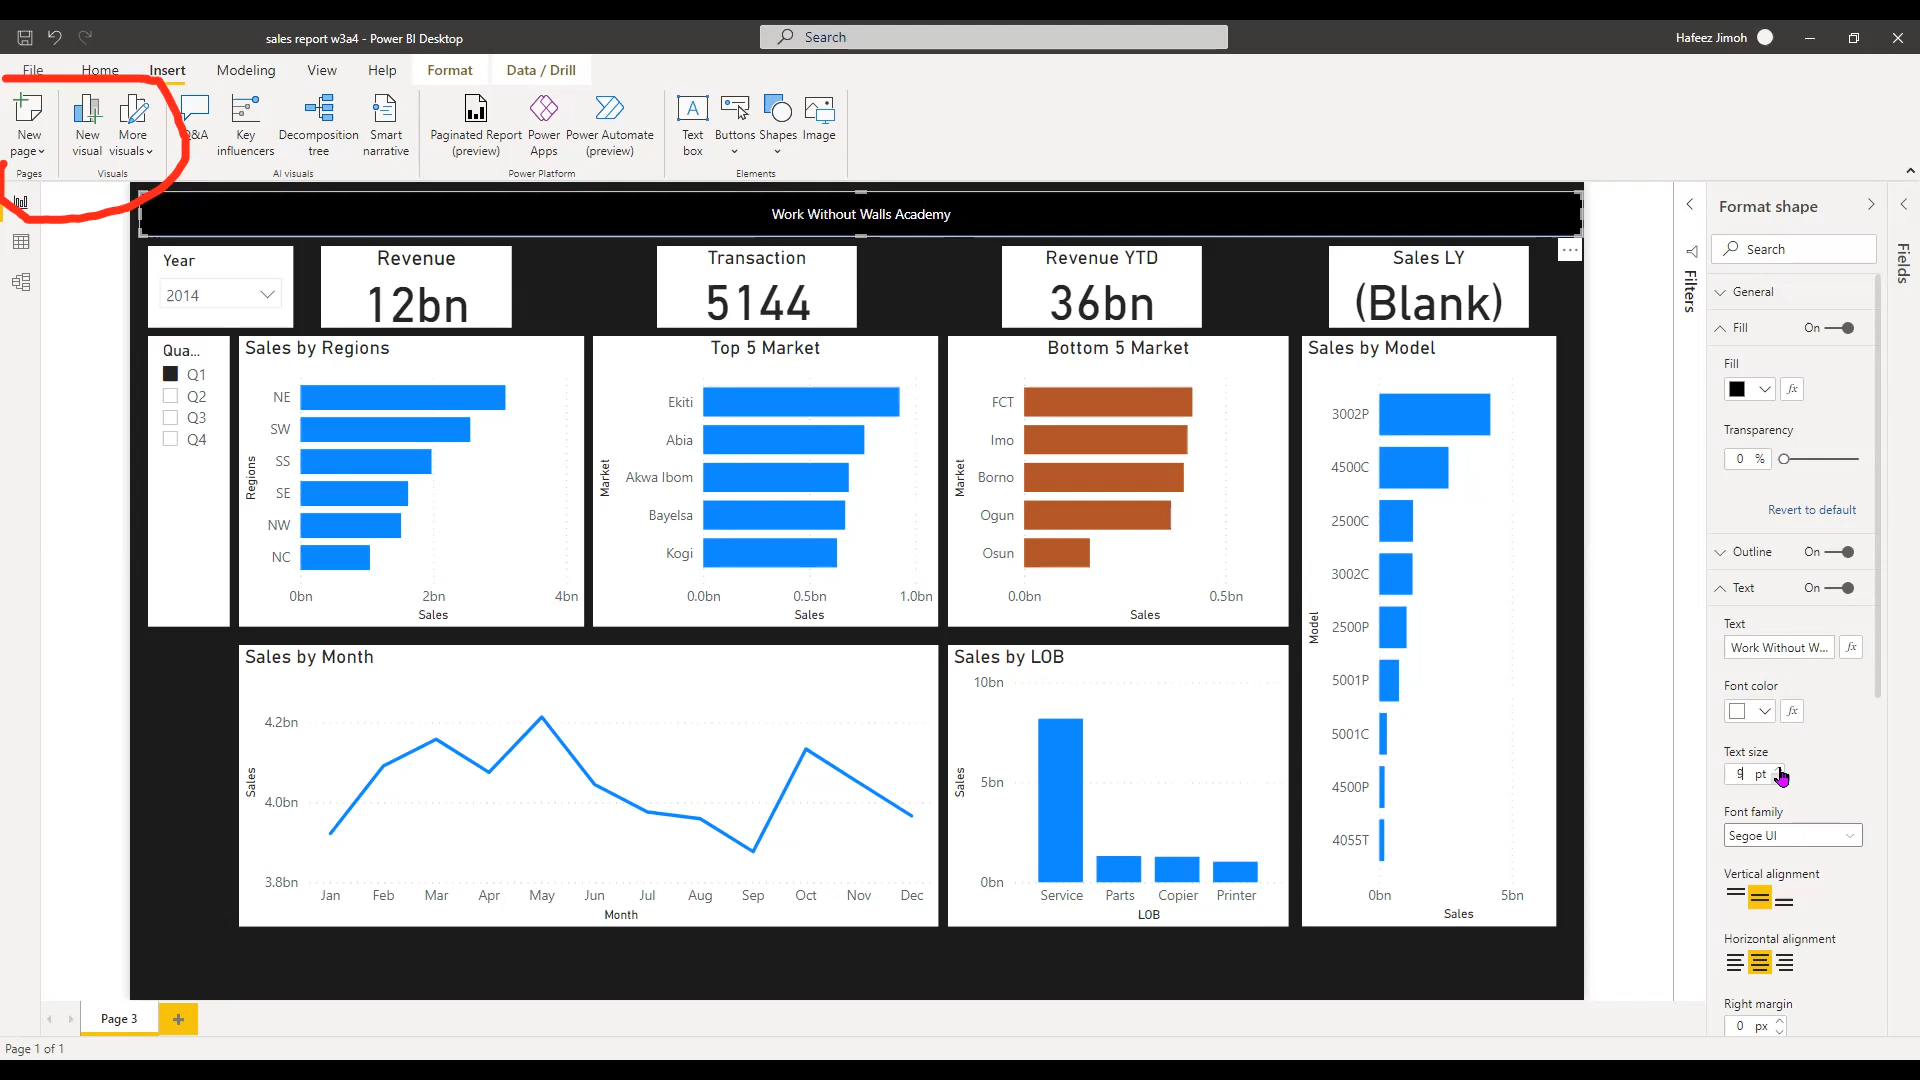 sales report w3a4 - Power BI Desktop
Search
Hafeez Jimoh
File Home Insert Modeling View Help Format Data / Drill
New page
New visual
More visuals
Q&A
Key influencers
Decomposition tree
Smart narrative
Paginated Report (preview)
Power Apps
Power Automate (preview)
Text box
Buttons
Shapes
Image
Pages
Visuals
AI visuals
Power Platform
Elements
Work Without Walls Academy
Year
2014
Revenue
12bn
Transaction
5144
Revenue YTD
36bn
Sales LY
(Blank)
Qua...
Q1
Q2
Q3
Q4
Sales by Regions
Regions
NE
SW
SS
SE
NW
NC
0bn 2bn 4bn
Sales
Top 5 Market
Market
Ekiti
Abia
Akwa Ibom
Bayelsa
Kogi
0.0bn 0.5bn 1.0bn
Sales
Bottom 5 Market
Market
FCT
Imo
Borno
Ogun
Osun
0.0bn 0.5bn
Sales
Sales by Model
Model
3002P
4500C
2500C
3002C
2500P
5001P
5001C
4500P
4055T
0bn 5bn
Sales
Sales by Month
Sales
4.2bn
4.0bn
3.8bn
Jan Feb Mar Apr May Jun Jul Aug Sep Oct Nov Dec
Month
Sales by LOB
Sales
10bn
5bn
0bn
Service Parts Copier Printer
LOB
Filters
Format shape
Search
General
Fill On
Fill
fx
Transparency
0 %
Revert to default
Outline On
Text On
Text
Work Without W... fx
Font color
fx
Text size
9 pt
Font family
Segoe UI
Vertical alignment
Horizontal alignment
Right margin
0 px
Fields
Page 3
Page 1 of 1